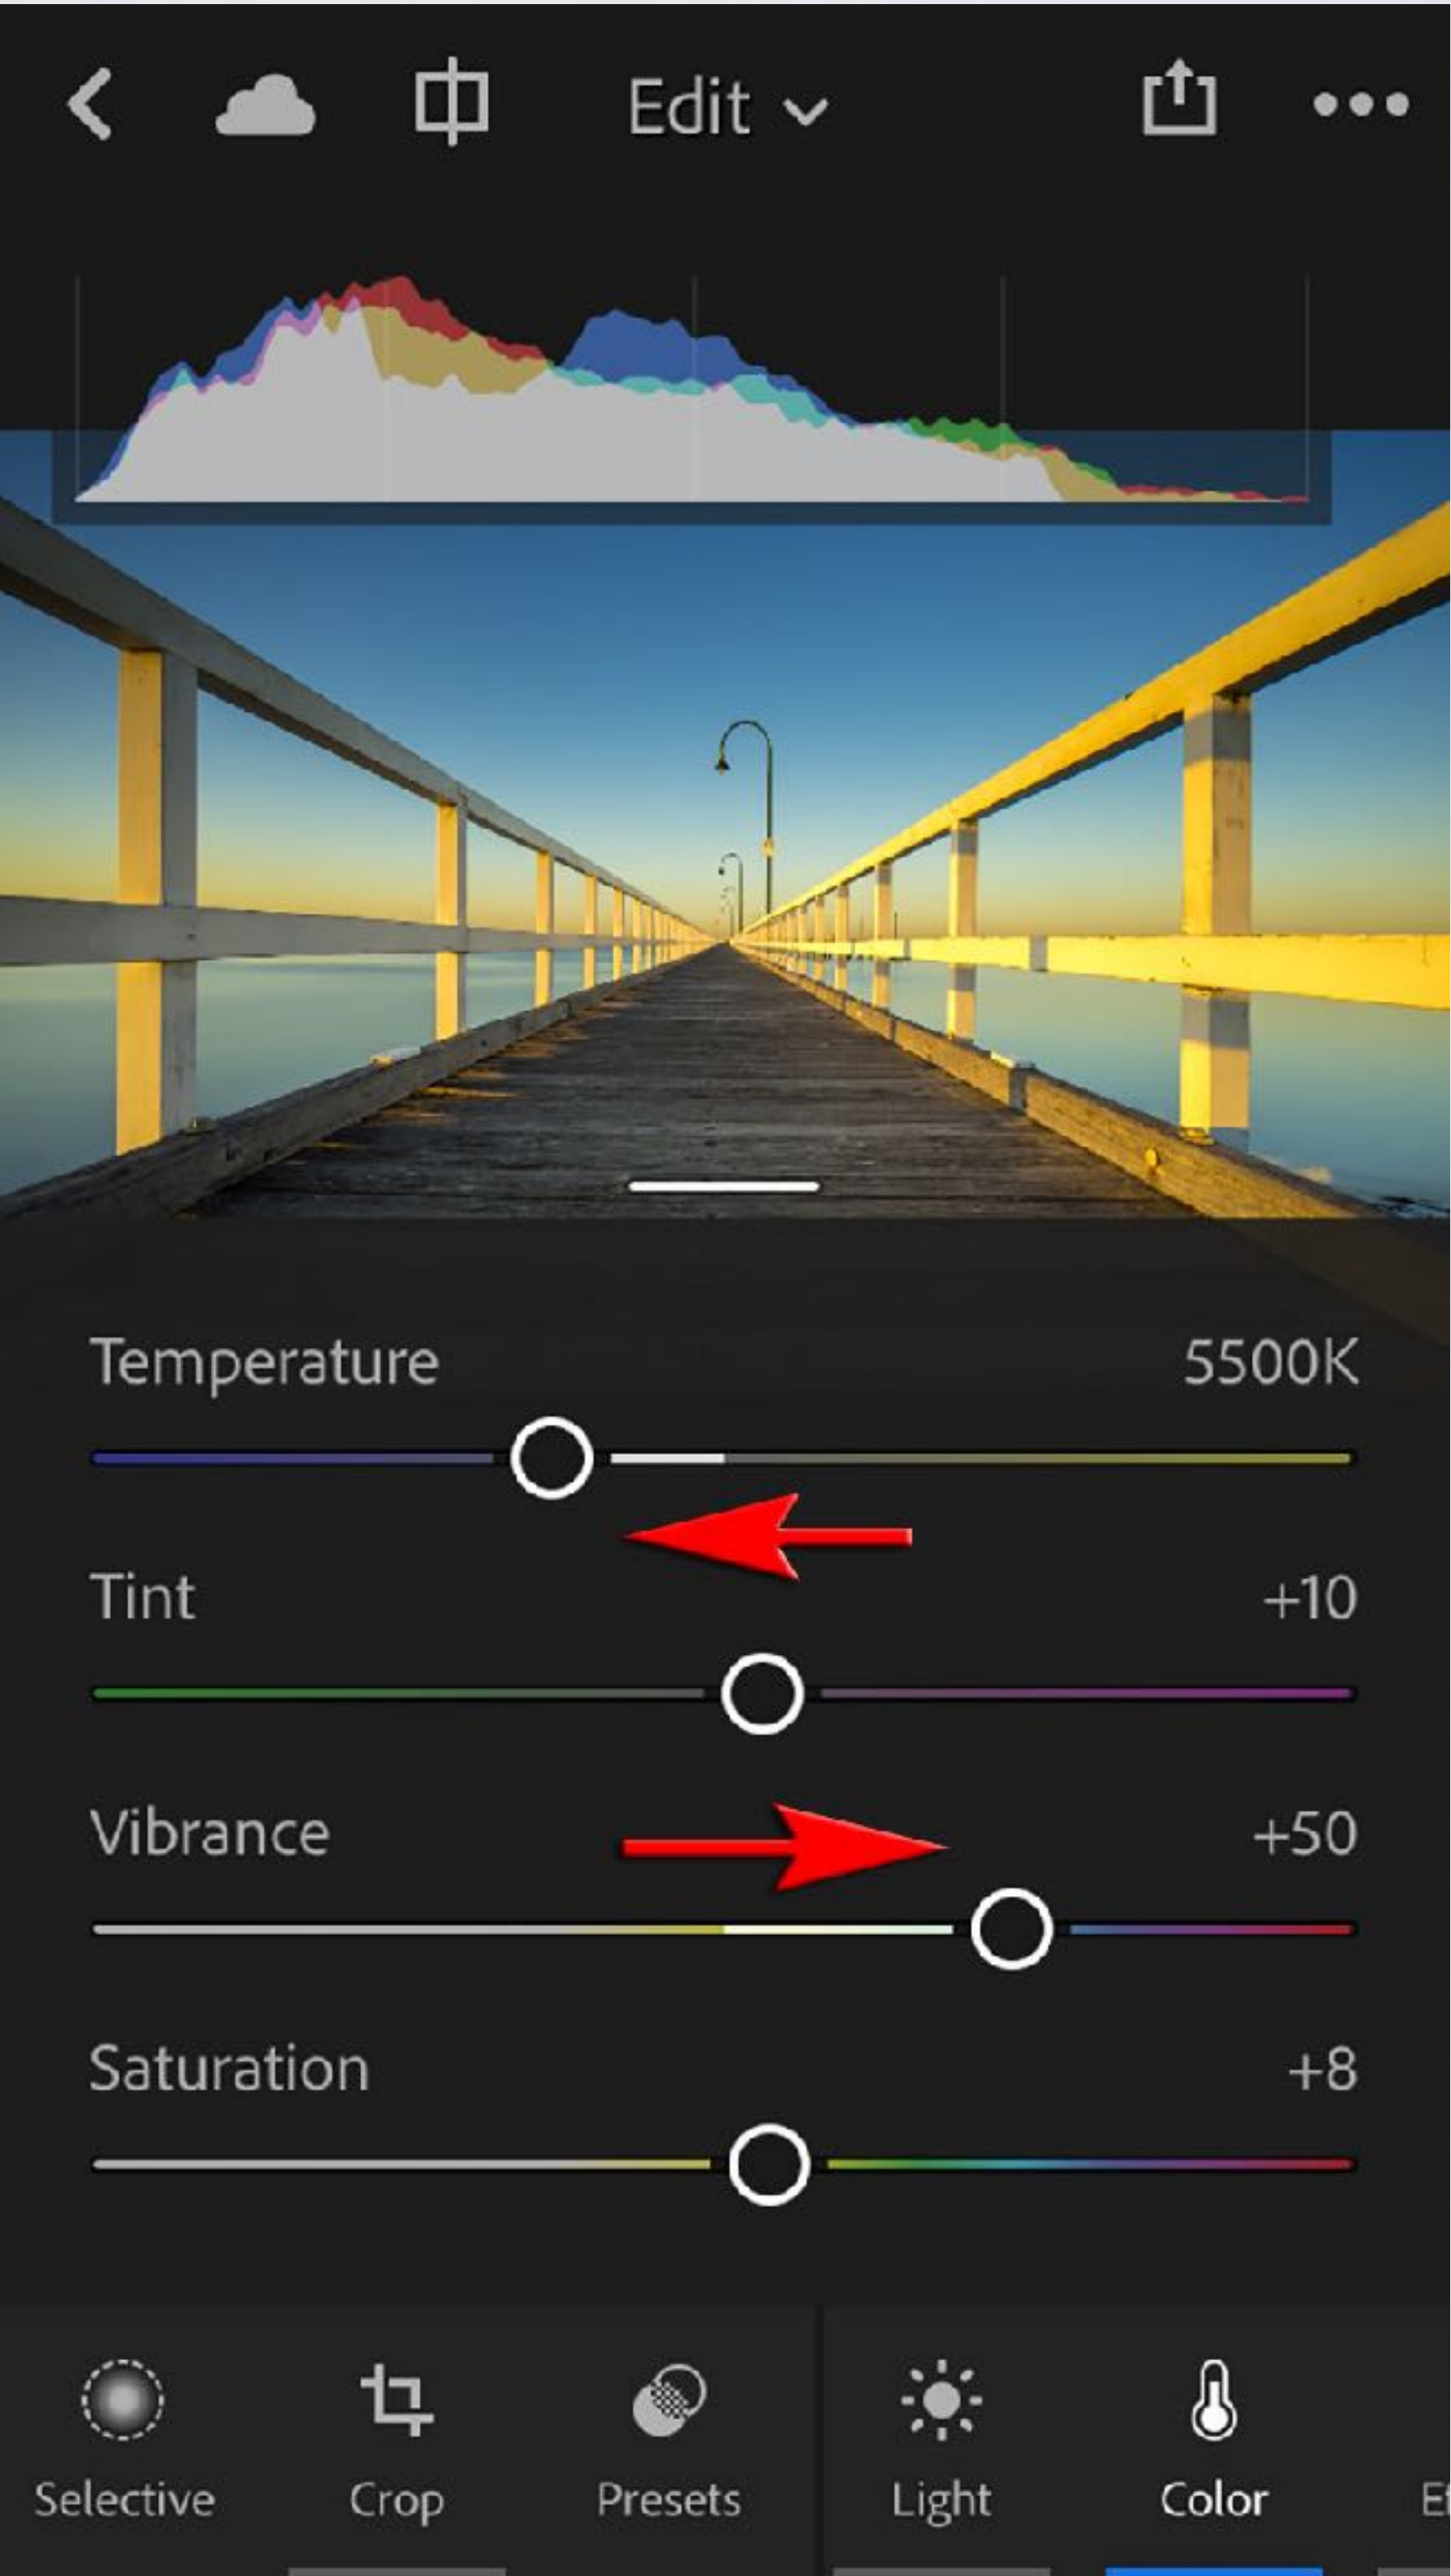 Edit
Temperature 5500K
Tint +10
Vibrance +50
Saturation +8
Selective Crop Presets Light Color